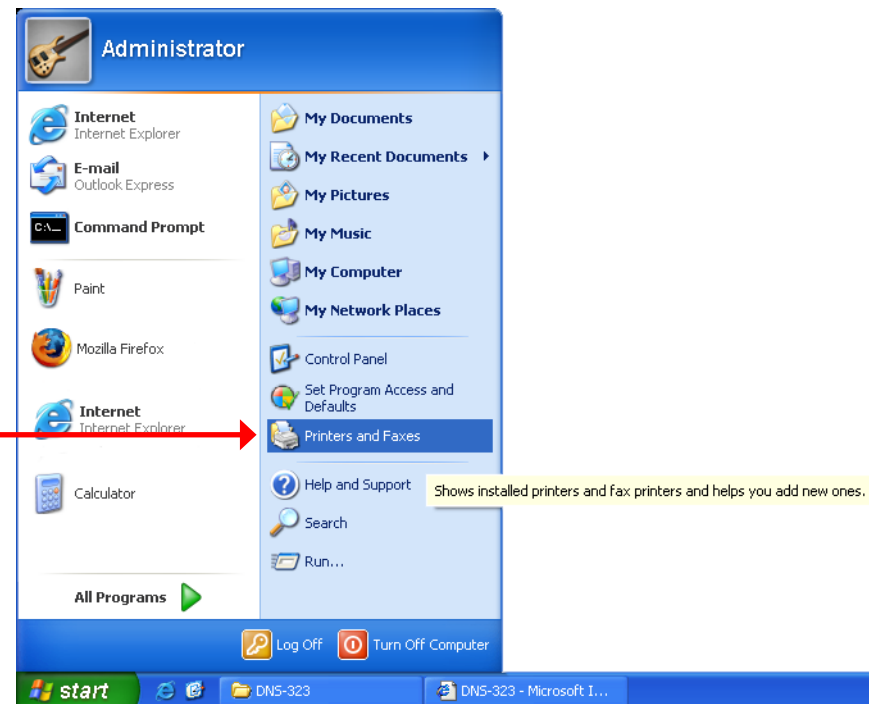 Administrator
Internet
Internet Explorer
E-mail
Outlook Express
C:\_
Command Prompt
Paint
Mozilla Firefox
Internet
Internet Explorer
Calculator
All Programs
My Documents
My Recent Documents
My Pictures
My Music
My Computer
My Network Places
Control Panel
Set Program Access and
Defaults
Printers and Faxes
Help and Support
Shows installed printers and fax printers and helps you add new ones.
Search
Run...
Log Off
Turn Off Computer
start
DNS-323
DNS-323 - Microsoft I...